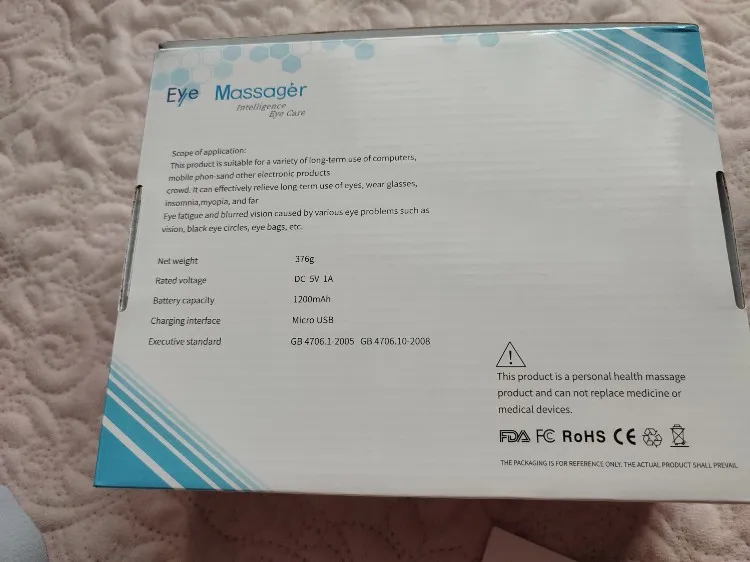 Eye Massager
Intelligence
Eye Care
Scope of application:
This product is suitable for a variety of long-term use of computers,
mobile phon-sand other electronic products
crowd. It can effectively relieve long-term use of eyes, wear glasses,
insomnia,myopia, and far
Eye fatigue and blurred vision caused by various eye problems such as
vision, black eye circles, eye bags, etc.
Net weight 376g
Rated voltage DC 5V 1A
Battery capacity 1200mAh
Charging interface Micro USB
Executive standard GB 4706.1-2005 GB 4706.10-2008
This product is a personal health massage
product and can not replace medicine or
medical devices.
FDA FC RoHS CE
THE PACKAGING IS FOR REFERENCE ONLY. THE ACTUAL PRODUCT SHALL PREVAIL